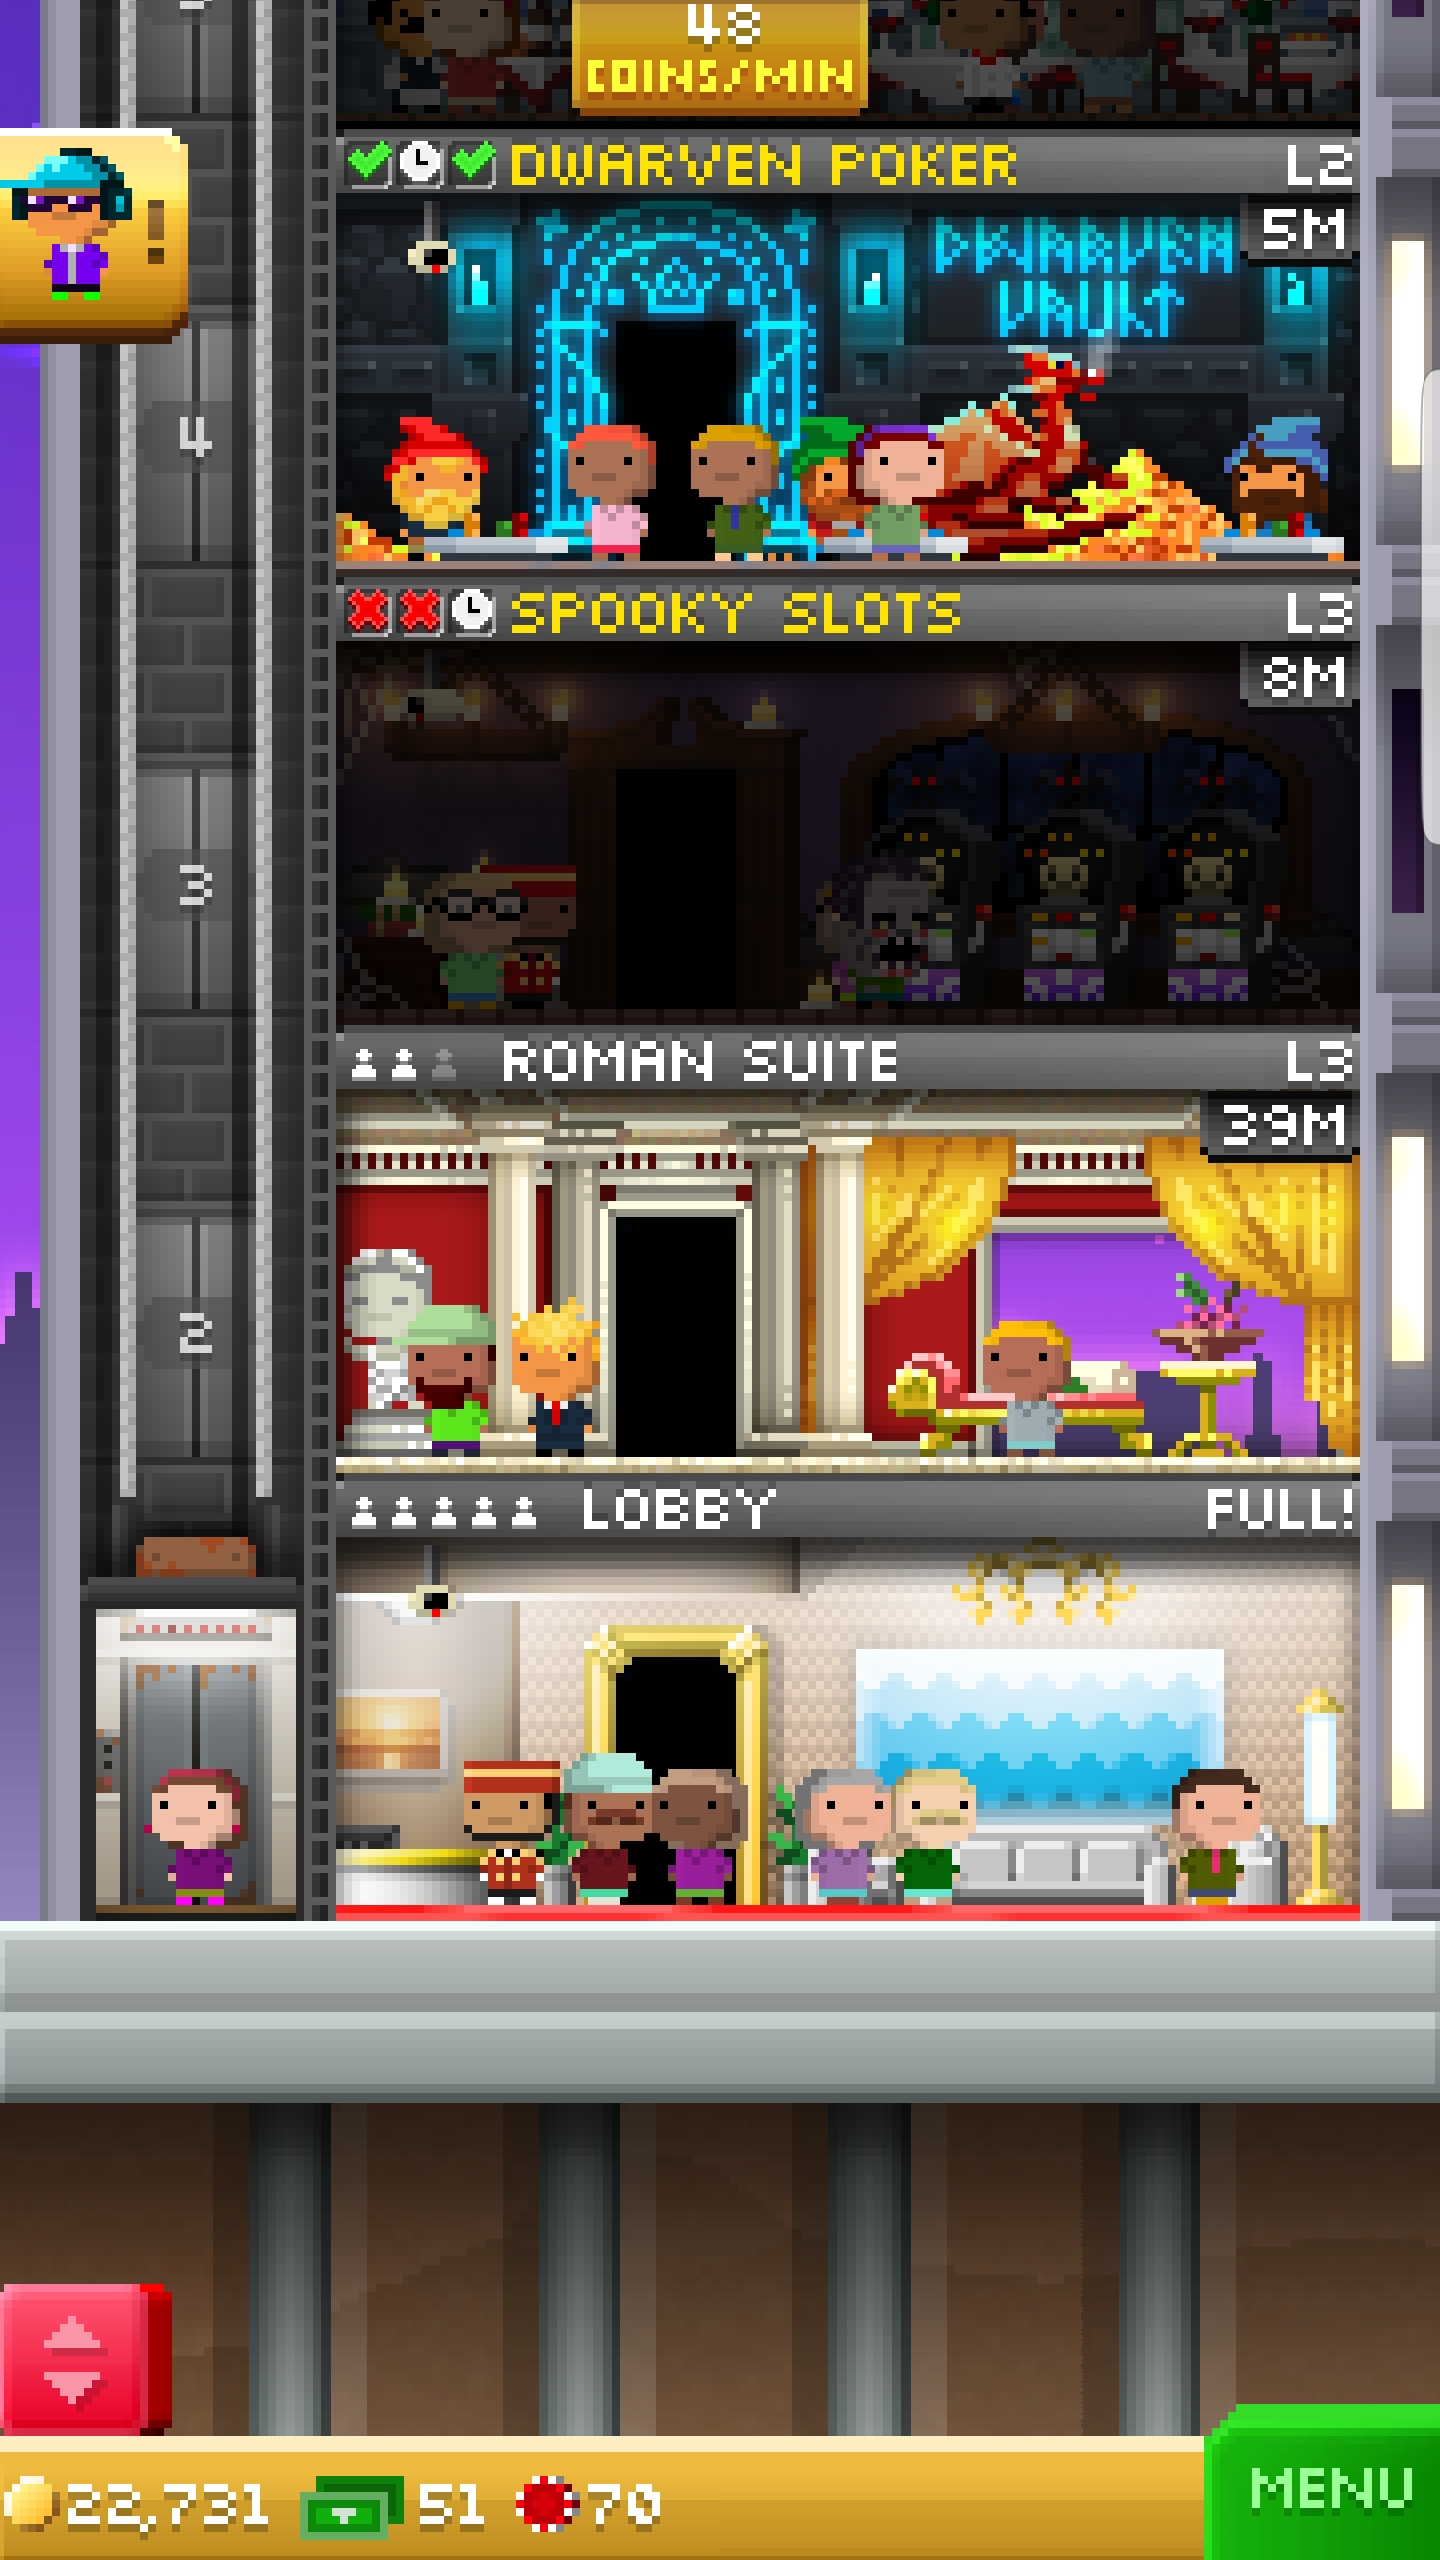 48
COINS/MIN
DWARVEN POKER L2
5M
DWARVEN
VAULT
4
SPOOKY SLOTS L3
8M
3
ROMAN SUITE L3
39M
2
LOBBY FULL!
22,731 51 70
MENU